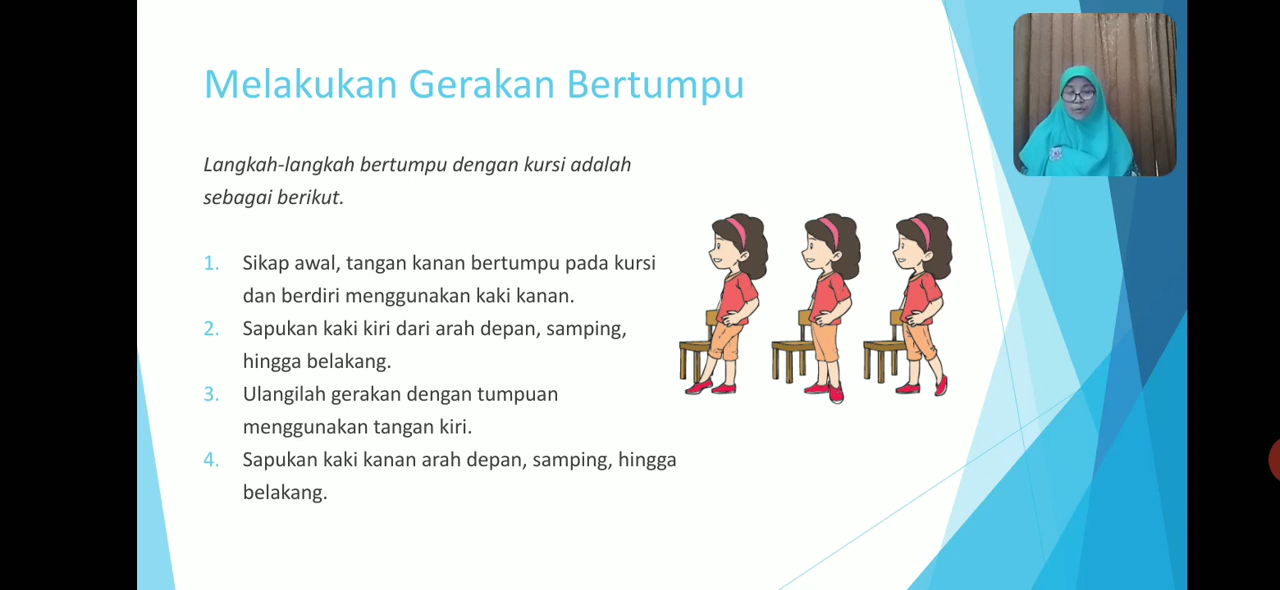 Melakukan Gerakan Bertumpu
Langkah-langkah bertumpu dengan kursi adalah
sebagai berikut.
1. Sikap awal, tangan kanan bertumpu pada kursi
dan berdiri menggunakan kaki kanan.
2. Sapukan kaki kiri dari arah depan, samping,
hingga belakang.
3. Ulangilah gerakan dengan tumpuan
menggunakan tangan kiri.
4. Sapukan kaki kanan arah depan, samping, hingga
belakang.